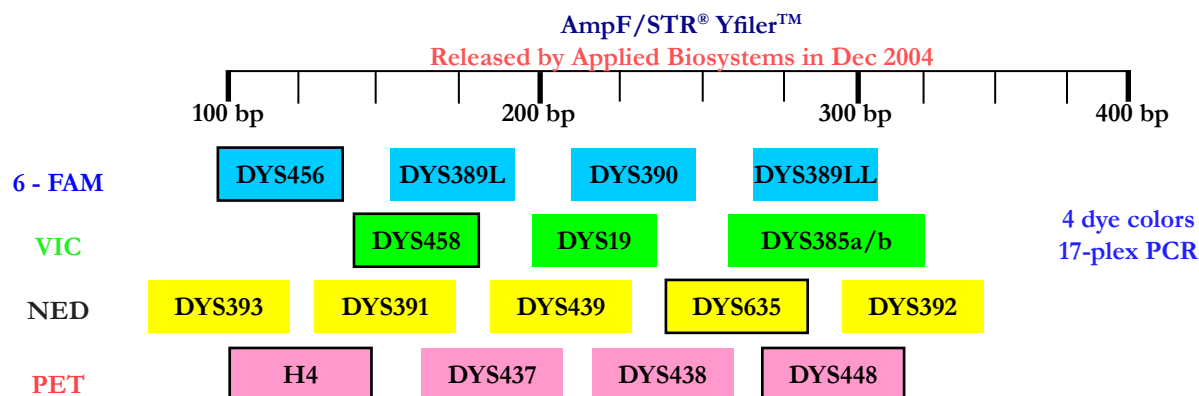 AmpF/STR® Yfiler™
Released by Applied Biosystems in Dec 2004
100 bp 200 bp 300 bp 400 bp
6 - FAM DYS456 DYS389L DYS390 DYS389LL
VIC DYS458 DYS19 DYS385a/b
4 dye colors
17-plex PCR
NED DYS393 DYS391 DYS439 DYS635 DYS392
PET H4 DYS437 DYS438 DYS448